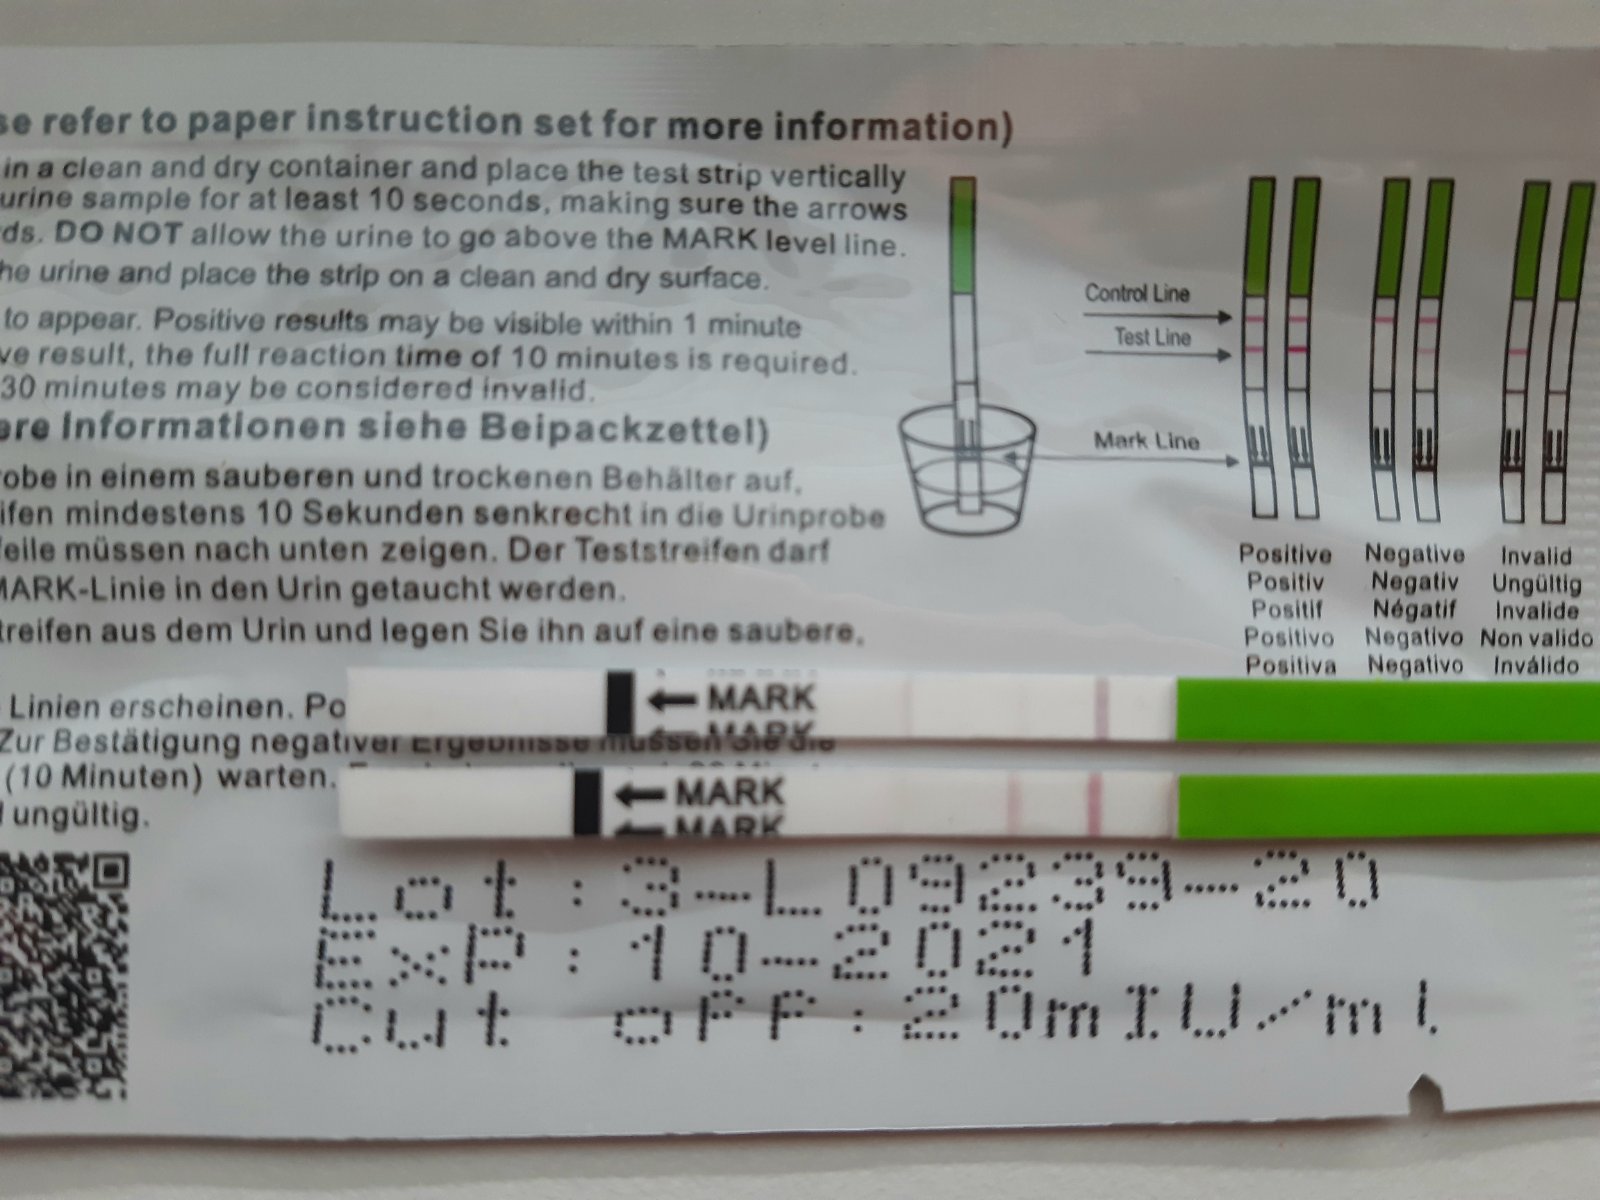 se refer to paper instruction set for more information)
in a clean and dry container and place the test strip vertically
urine sample for at least 10 seconds, making sure the arrows
ds. DO NOT allow the urine to go above the MARK level line.
he urine and place the strip on a clean and dry surface.
to appear. Positive results may be visible within 1 minute
ve result, the full reaction time of 10 minutes is required.
30 minutes may be considered invalid.
ere Informationen siehe Beipackzettel)
robe in einem sauberen und trockenen Behälter auf.
ifen mindestens 10 Sekunden senkrecht in die Urinprobe
feile müssen nach unten zeigen. Der Teststreifen darf
MARK-Linie in den Urin getaucht werden.
treifen aus dem Urin und legen Sie ihn auf eine saubere,
Linien erscheinen. Po
Zur Bestätigung negativer Ergebnisse müssen Sie die
(10 Minuten) warten.
ungültig.
Control Line
Test Line
Mark Line
Positive Negative Invalid
Positiv Negativ Ungültig
Positif Négatif Invalide
Positivo Negativo Non valido
Positiva Negativo Inválido
MARK
MARK
MARK
MARK
Lot:3-L09239-20
EXP:10-2021
Cut oFF:20mIU/ml